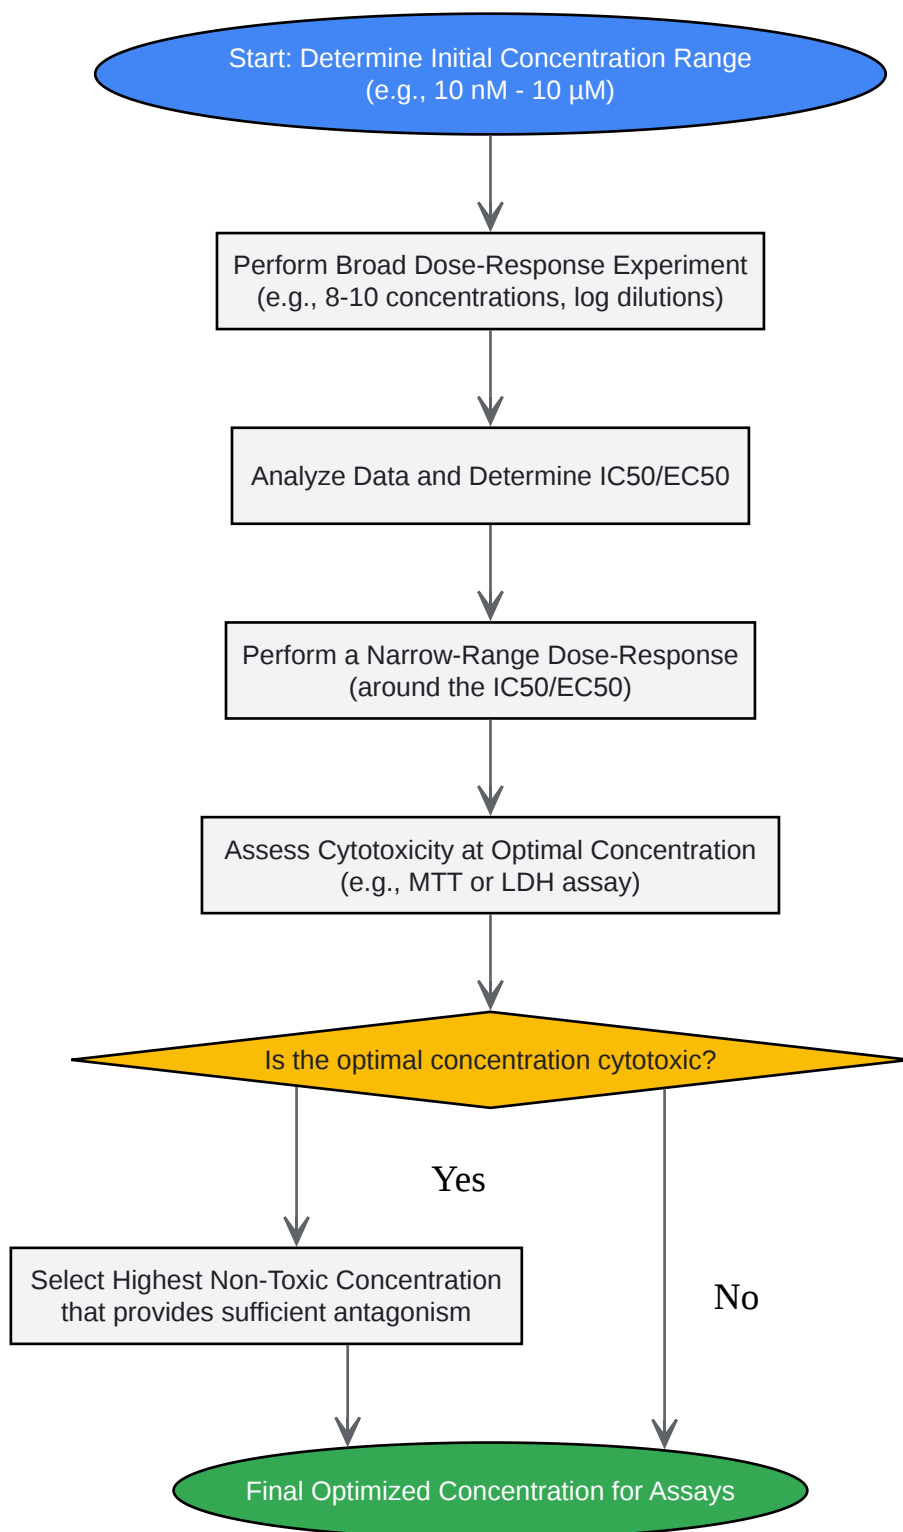 Start: Determine Initial Concentration Range
(e.g., 10 nM - 10 µM)
Perform Broad Dose-Response Experiment
(e.g., 8-10 concentrations, log dilutions)
Analyze Data and Determine IC50/EC50
Perform a Narrow-Range Dose-Response
(around the IC50/EC50)
Assess Cytotoxicity at Optimal Concentration
(e.g., MTT or LDH assay)
Is the optimal concentration cytotoxic?
Yes
Select Highest Non-Toxic Concentration
that provides sufficient antagonism
No
Final Optimized Concentration for Assays